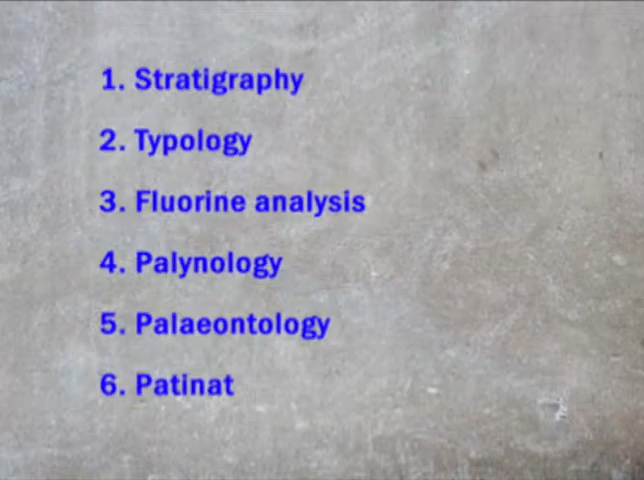 1. Stratigraphy
2. Typology
3. Fluorine analysis
4. Palynology
5. Palaeontology
6. Patinat